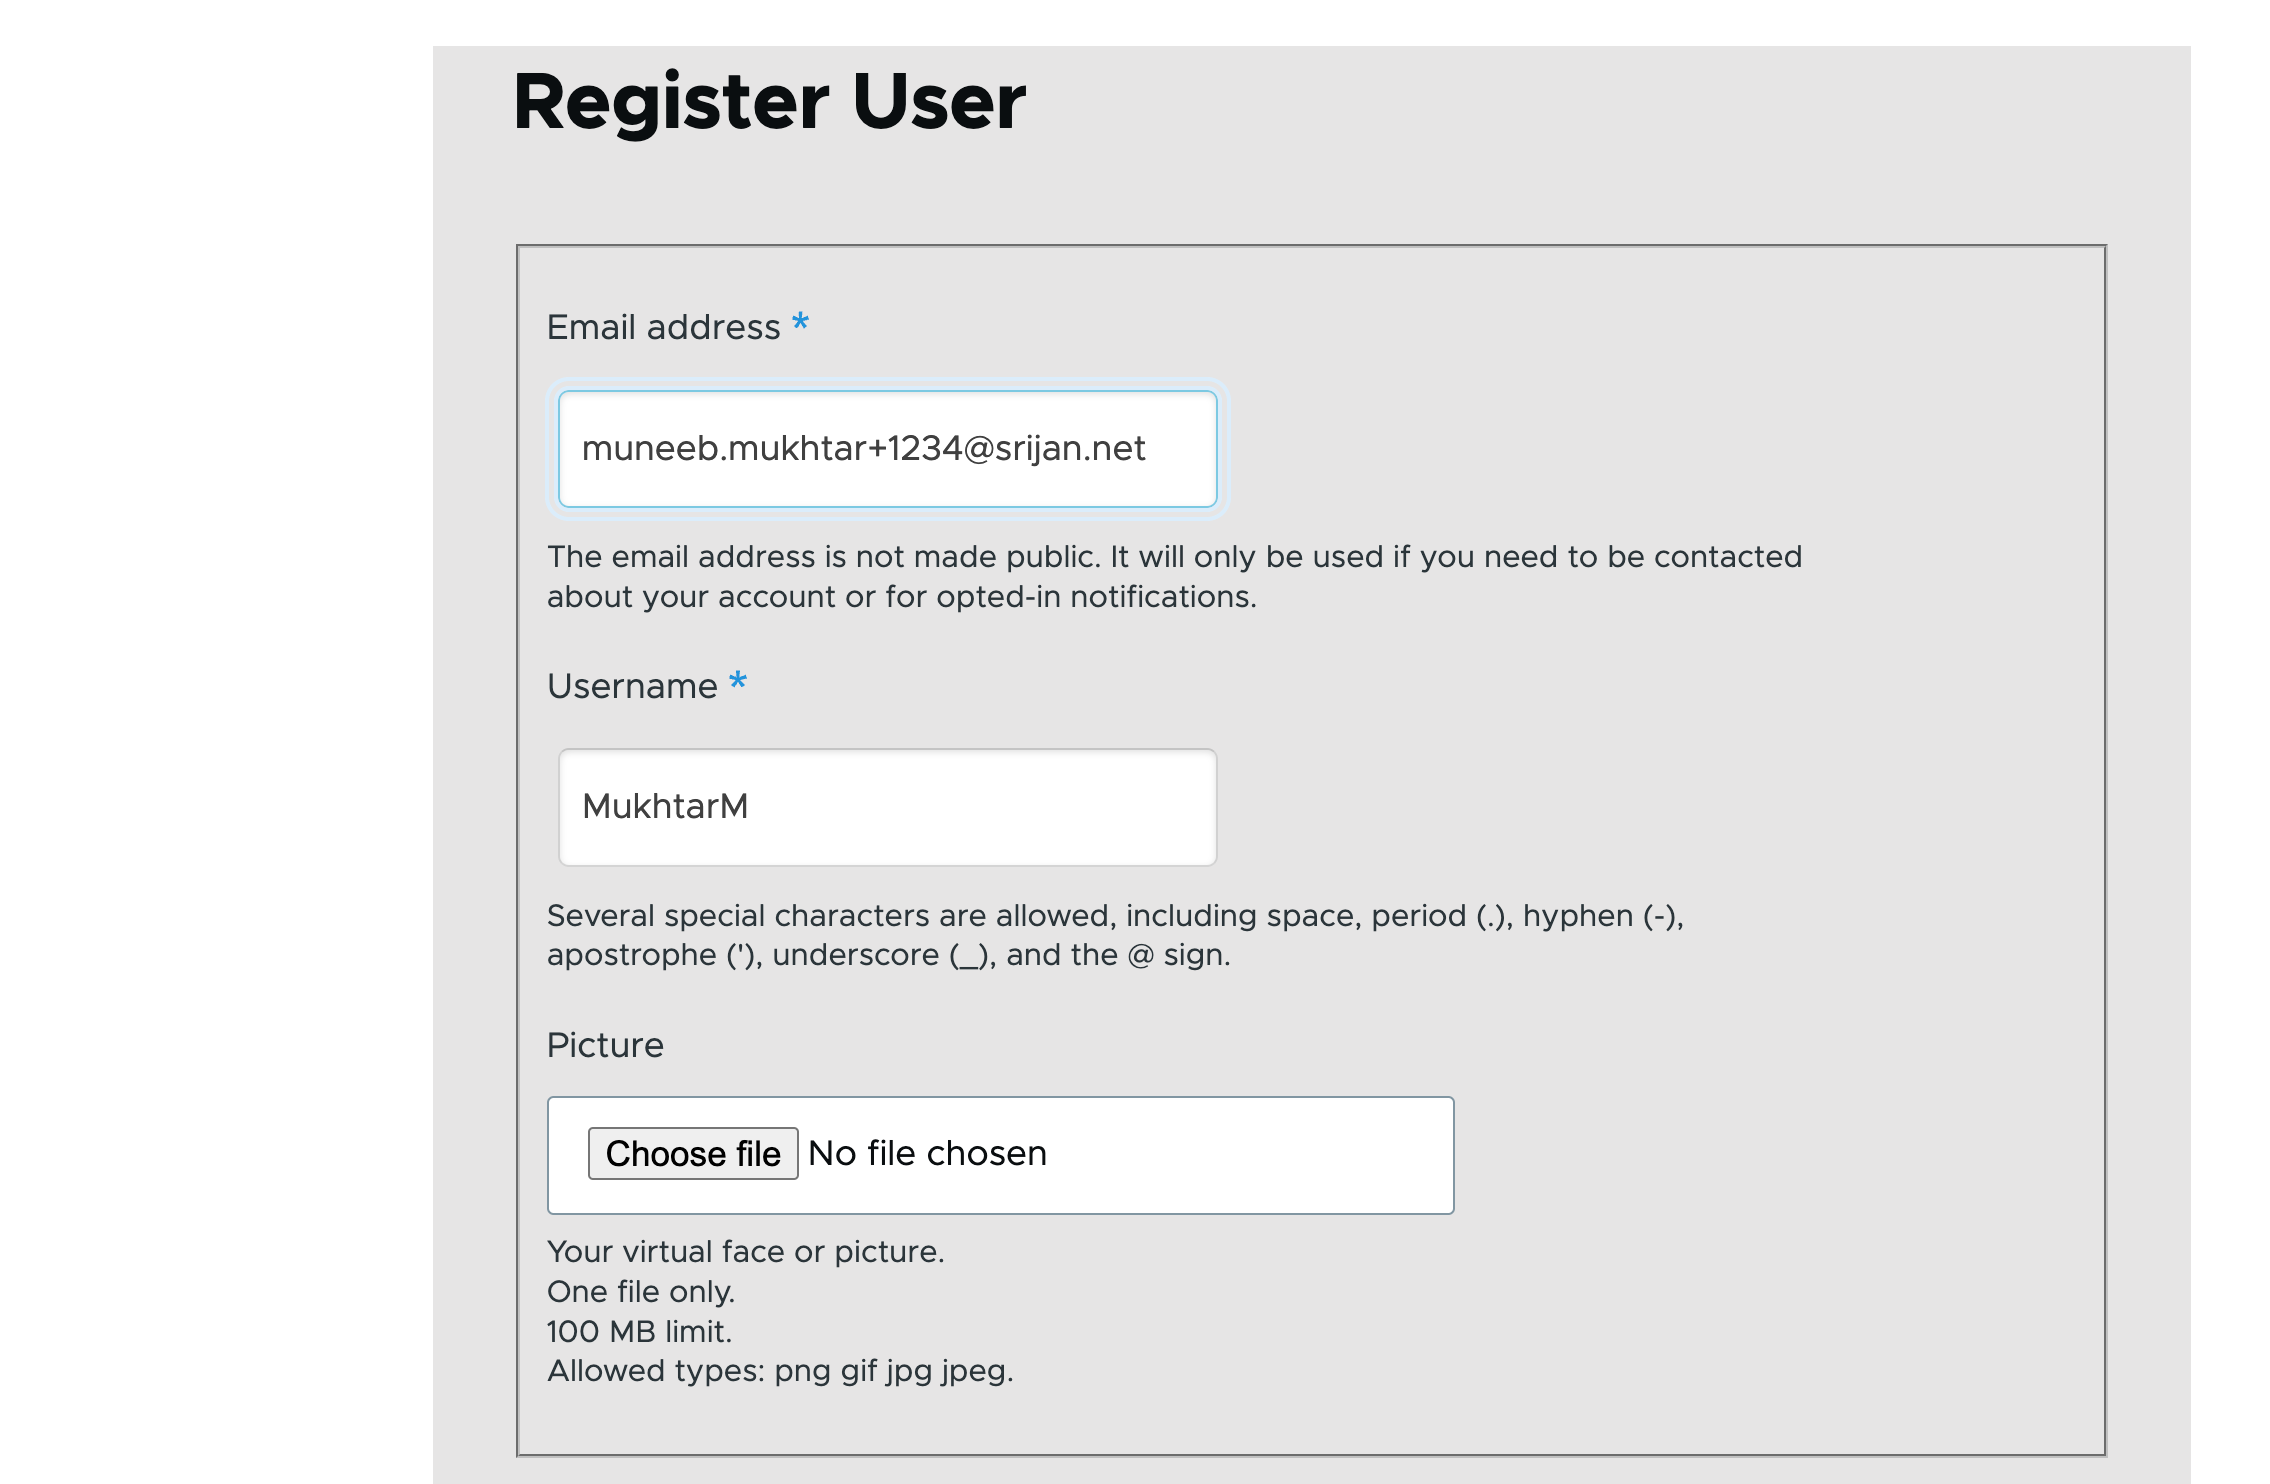 Register User
Email address *
muneeb.mukhtar+1234@srijan.net
The email address is not made public. It will only be used if you need to be contacted
about your account or for opted-in notifications.
Username *
MukhtarM
Several special characters are allowed, including space, period (.), hyphen (-),
apostrophe ('), underscore (_), and the @ sign.
Picture
Choose file No file chosen
Your virtual face or picture.
One file only.
100 MB limit.
Allowed types: png gif jpg jpeg.